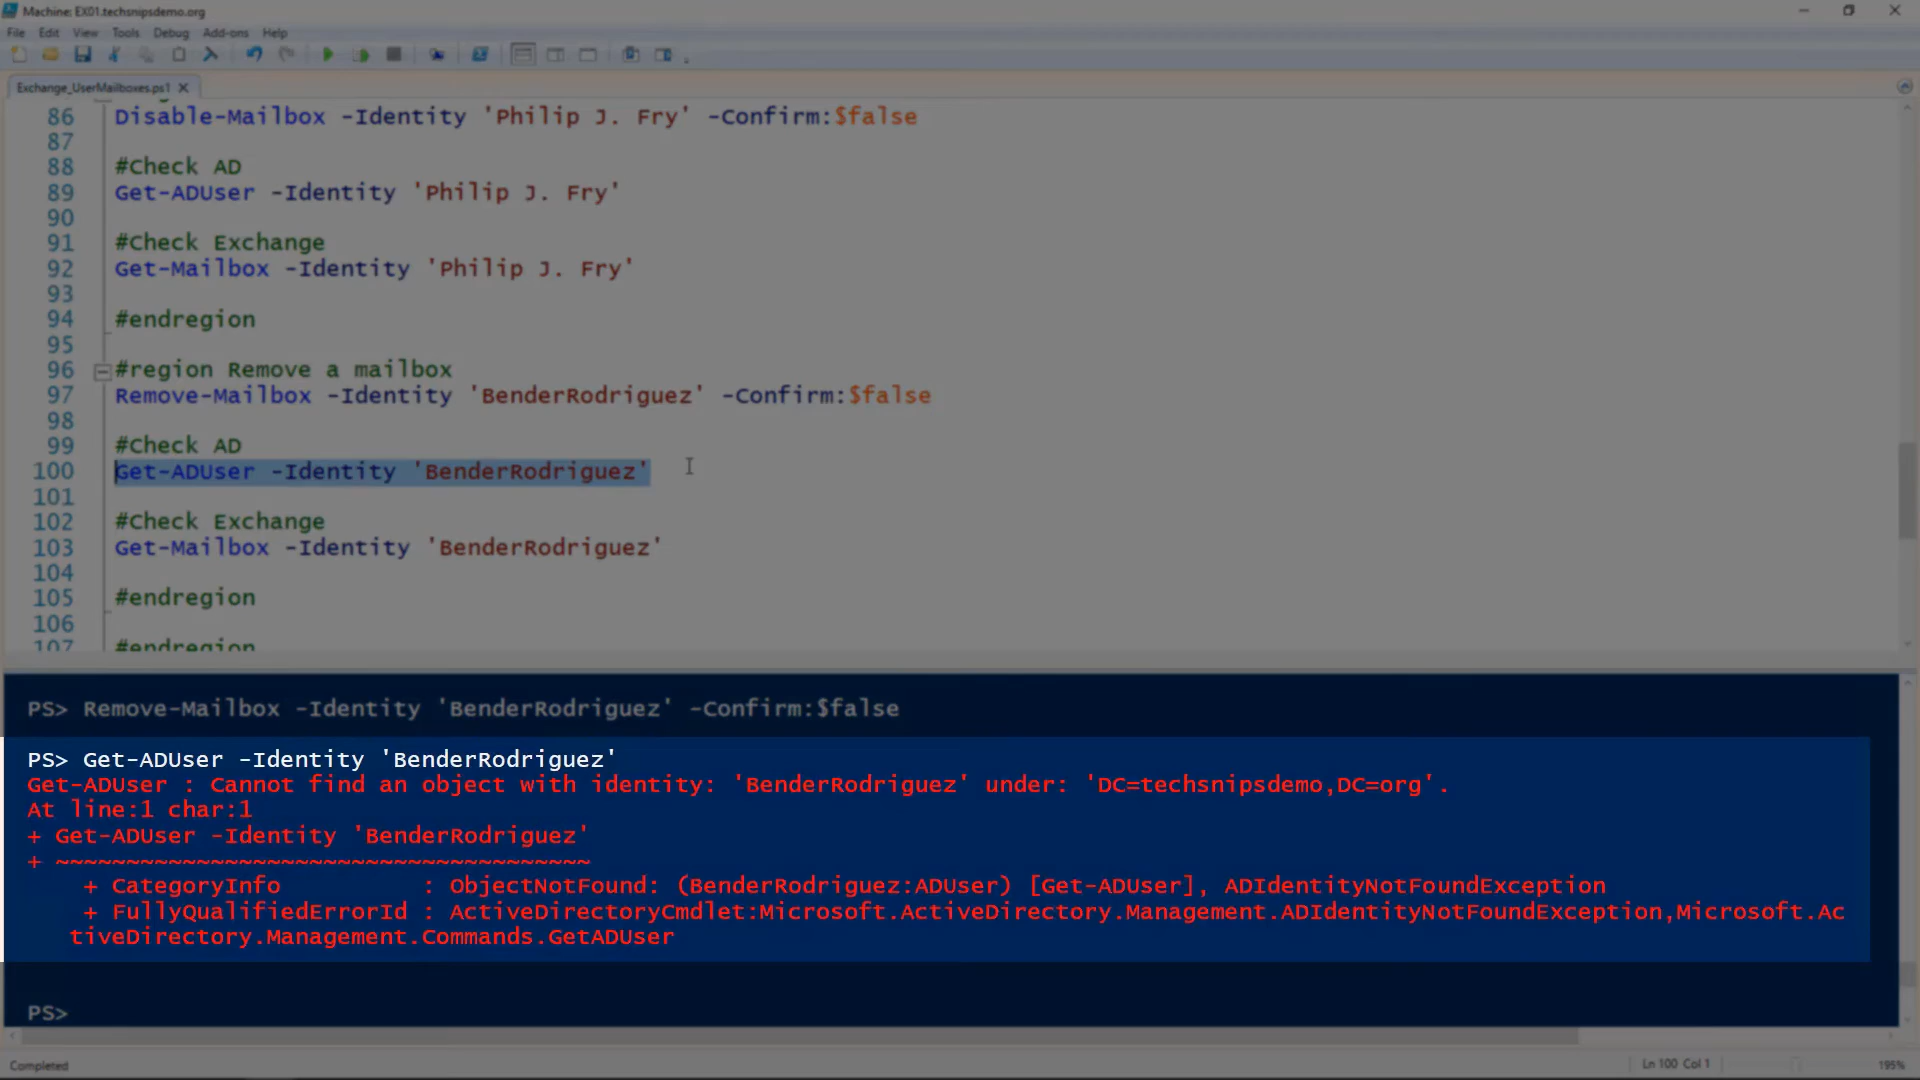 Machine: EX01.techsnipsdemo.org
File Edit View Tools Debug Add-ons Help
Exchange_UserMailboxes.ps1
86 Disable-Mailbox -Identity 'Philip J. Fry' -Confirm:$false
87
88 #Check AD
89 Get-ADUser -Identity 'Philip J. Fry'
90
91 #Check Exchange
92 Get-Mailbox -Identity 'Philip J. Fry'
93
94 #endregion
95
96 #region Remove a mailbox
97 Remove-Mailbox -Identity 'BenderRodriguez' -Confirm:$false
98
99 #Check AD
100 Get-ADUser -Identity 'BenderRodriguez'
101
102 #Check Exchange
103 Get-Mailbox -Identity 'BenderRodriguez'
104
105 #endregion
106
107 #endregion
PS> Remove-Mailbox -Identity 'BenderRodriguez' -Confirm:$false
PS> Get-ADUser -Identity 'BenderRodriguez'
Get-ADUser : Cannot find an object with identity: 'BenderRodriguez' under: 'DC=techsnipsdemo,DC=org'.
At line:1 char:1
+ Get-ADUser -Identity 'BenderRodriguez'
+ ~~~~~~~~~~~~~~~~~~~~~~~~~~~~~~~~~~~~~~
+ CategoryInfo : ObjectNotFound: (BenderRodriguez:ADUser) [Get-ADUser], ADIdentityNotFoundException
+ FullyQualifiedErrorId : ActiveDirectoryCmdlet:Microsoft.ActiveDirectory.Management.ADIdentityNotFoundException,Microsoft.Ac
tiveDirectory.Management.Commands.GetADUser
PS>
Completed
Ln 100 Col 1
195%